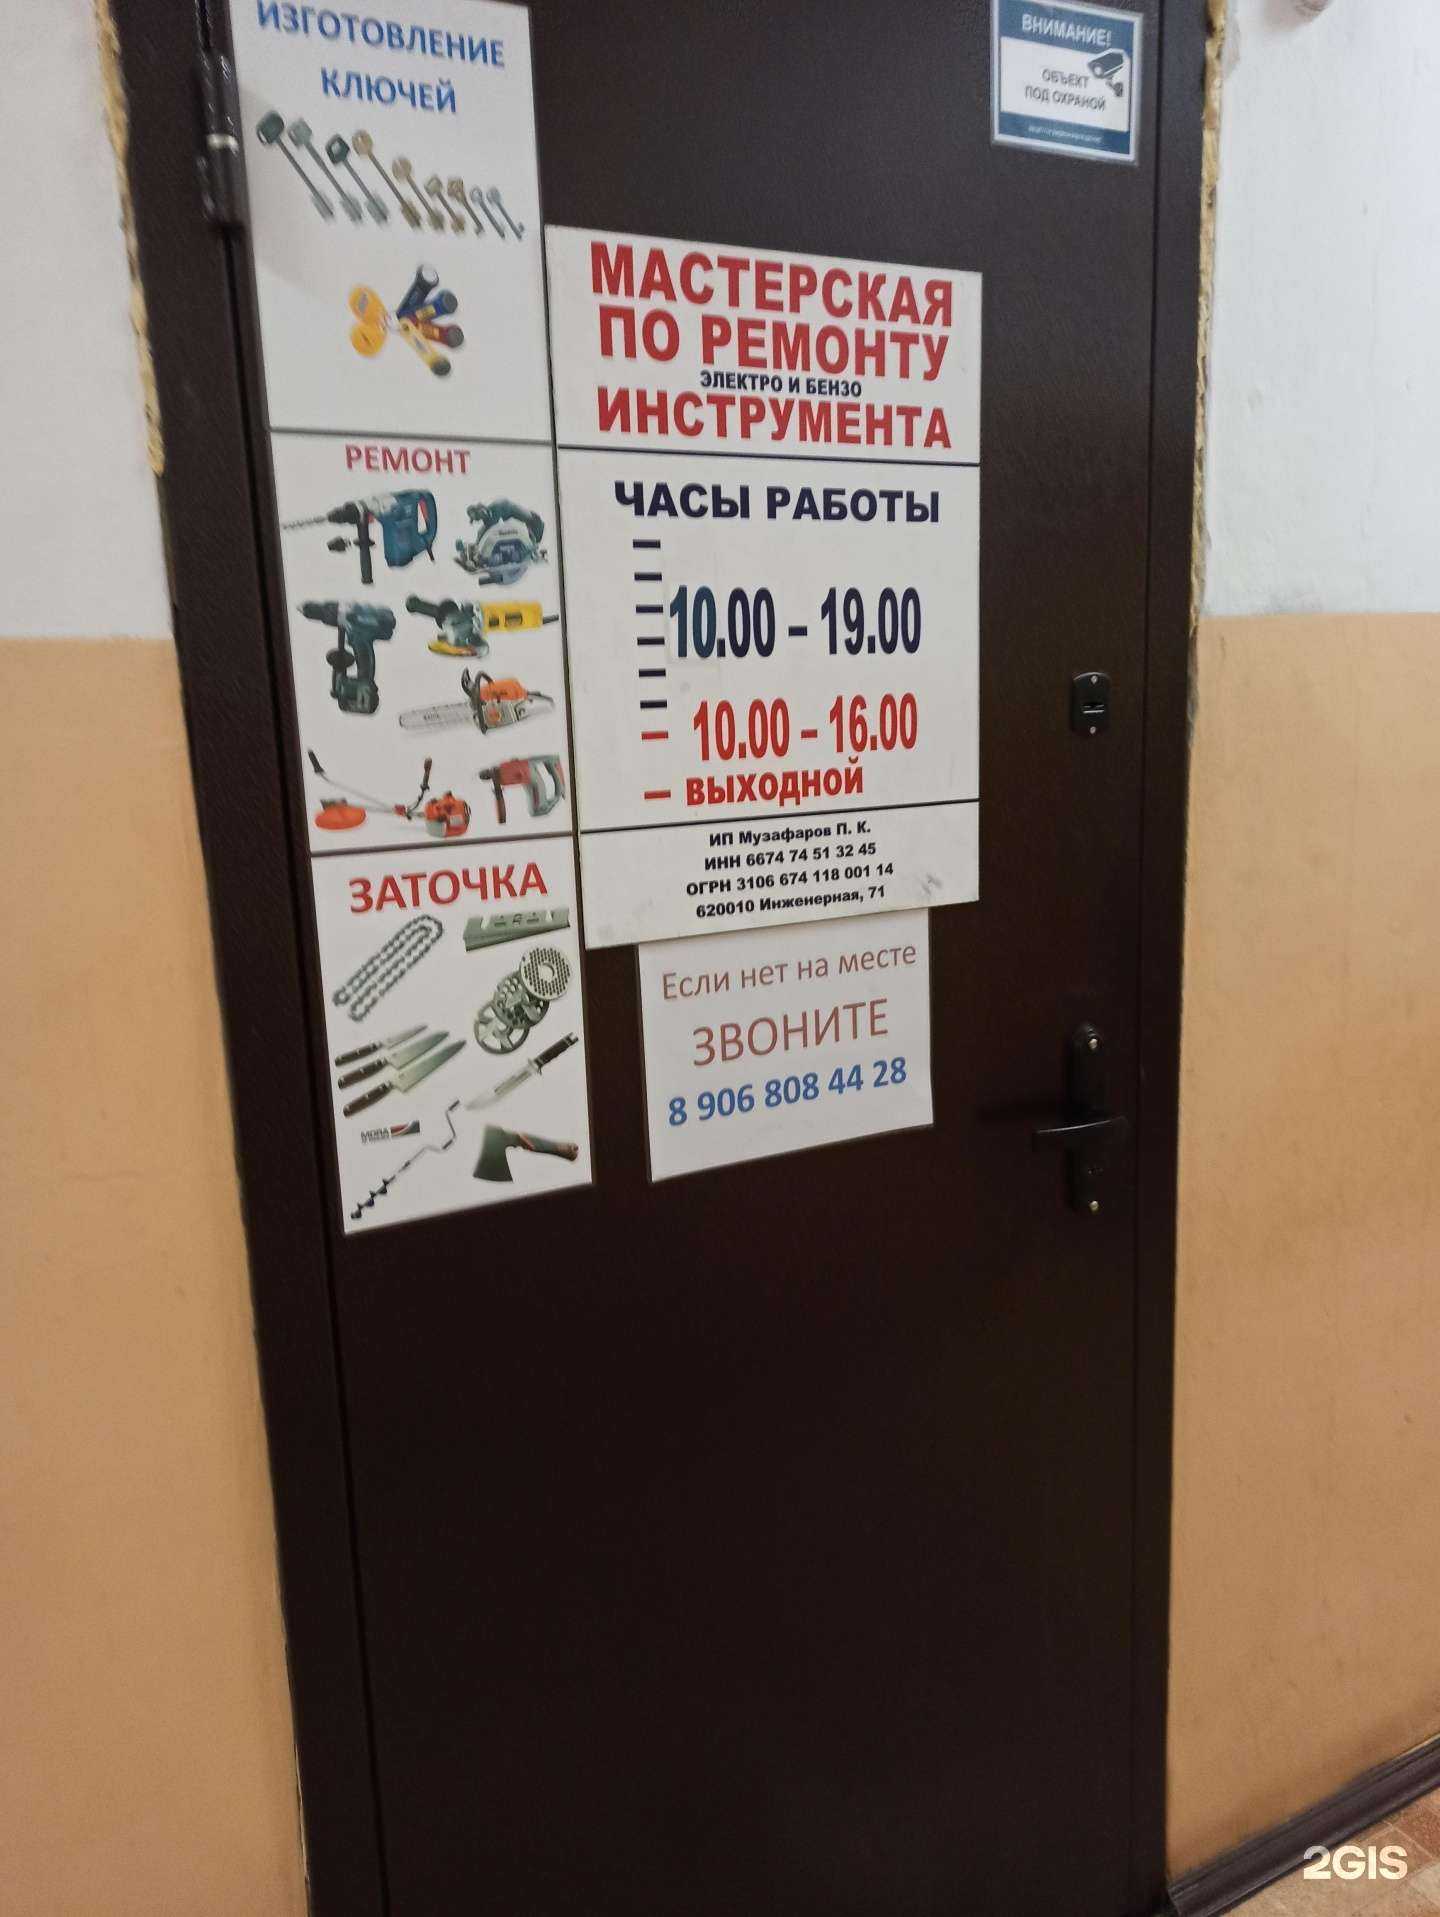 ИЗГОТОВЛЕНИЕ
КЛЮЧЕЙ
РЕМОНТ
ЗАТОЧКА
MORA
ВНИМАНИЕ!
ОБЪЕКТ
ПОД ОХРАНОЙ
МАСТЕРСКАЯ
ПО РЕМОНТУ
ЭЛЕКТРО И БЕНЗО
ИНСТРУМЕНТА
ЧАСЫ РАБОТЫ
10.00 – 19.00
10.00 – 16.00
ВЫХОДНОЙ
ИП Музафаров П. К.
ИНН 6674 74 51 32 45
ОГРН 3106 674 118 001 14
620010 Инженерная, 71
Если нет на месте
ЗВОНИТЕ
8 906 808 44 28
2GIS